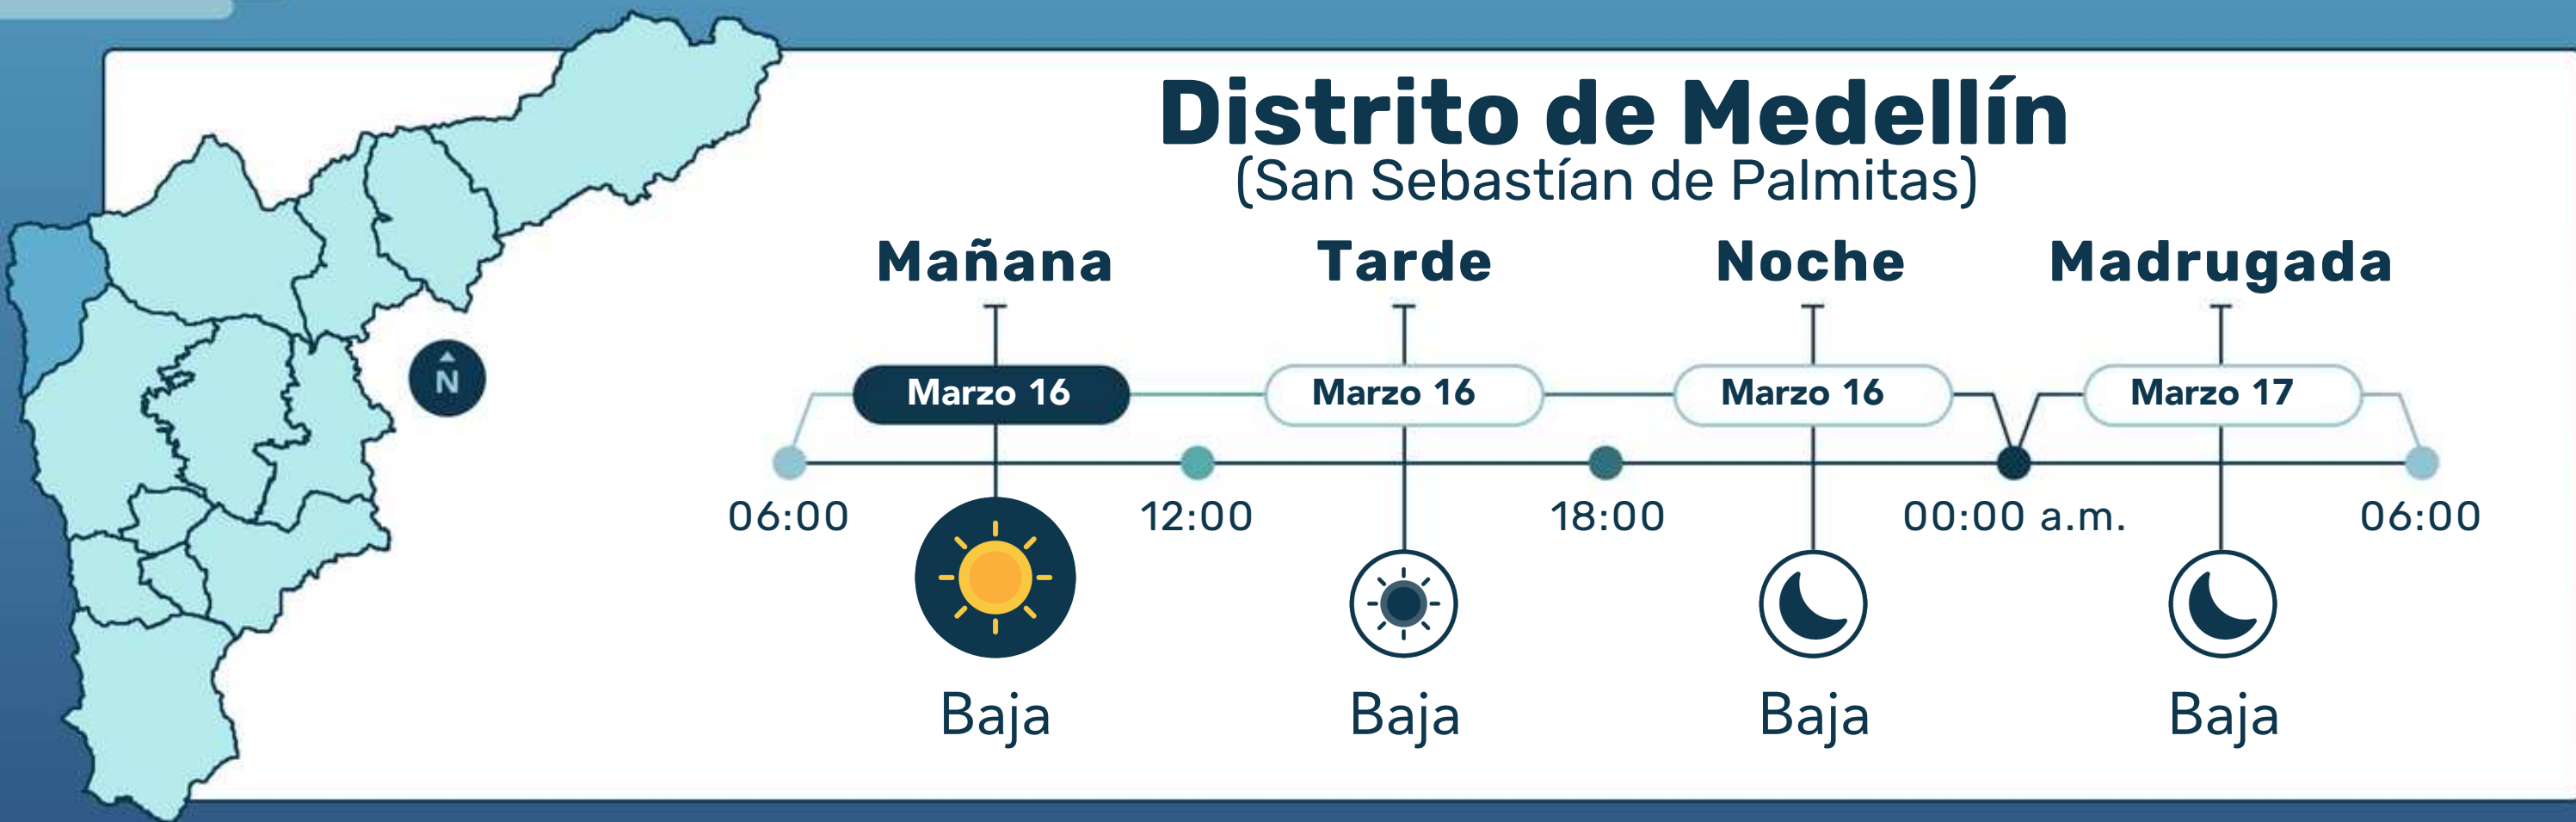 Distrito de Medellín
(San Sebastían de Palmitas)
Mañana Tarde Noche Madrugada
Marzo 16 Marzo 16 Marzo 16 Marzo 17
N
06:00 12:00 18:00 00:00 a.m. 06:00
Baja Baja Baja Baja